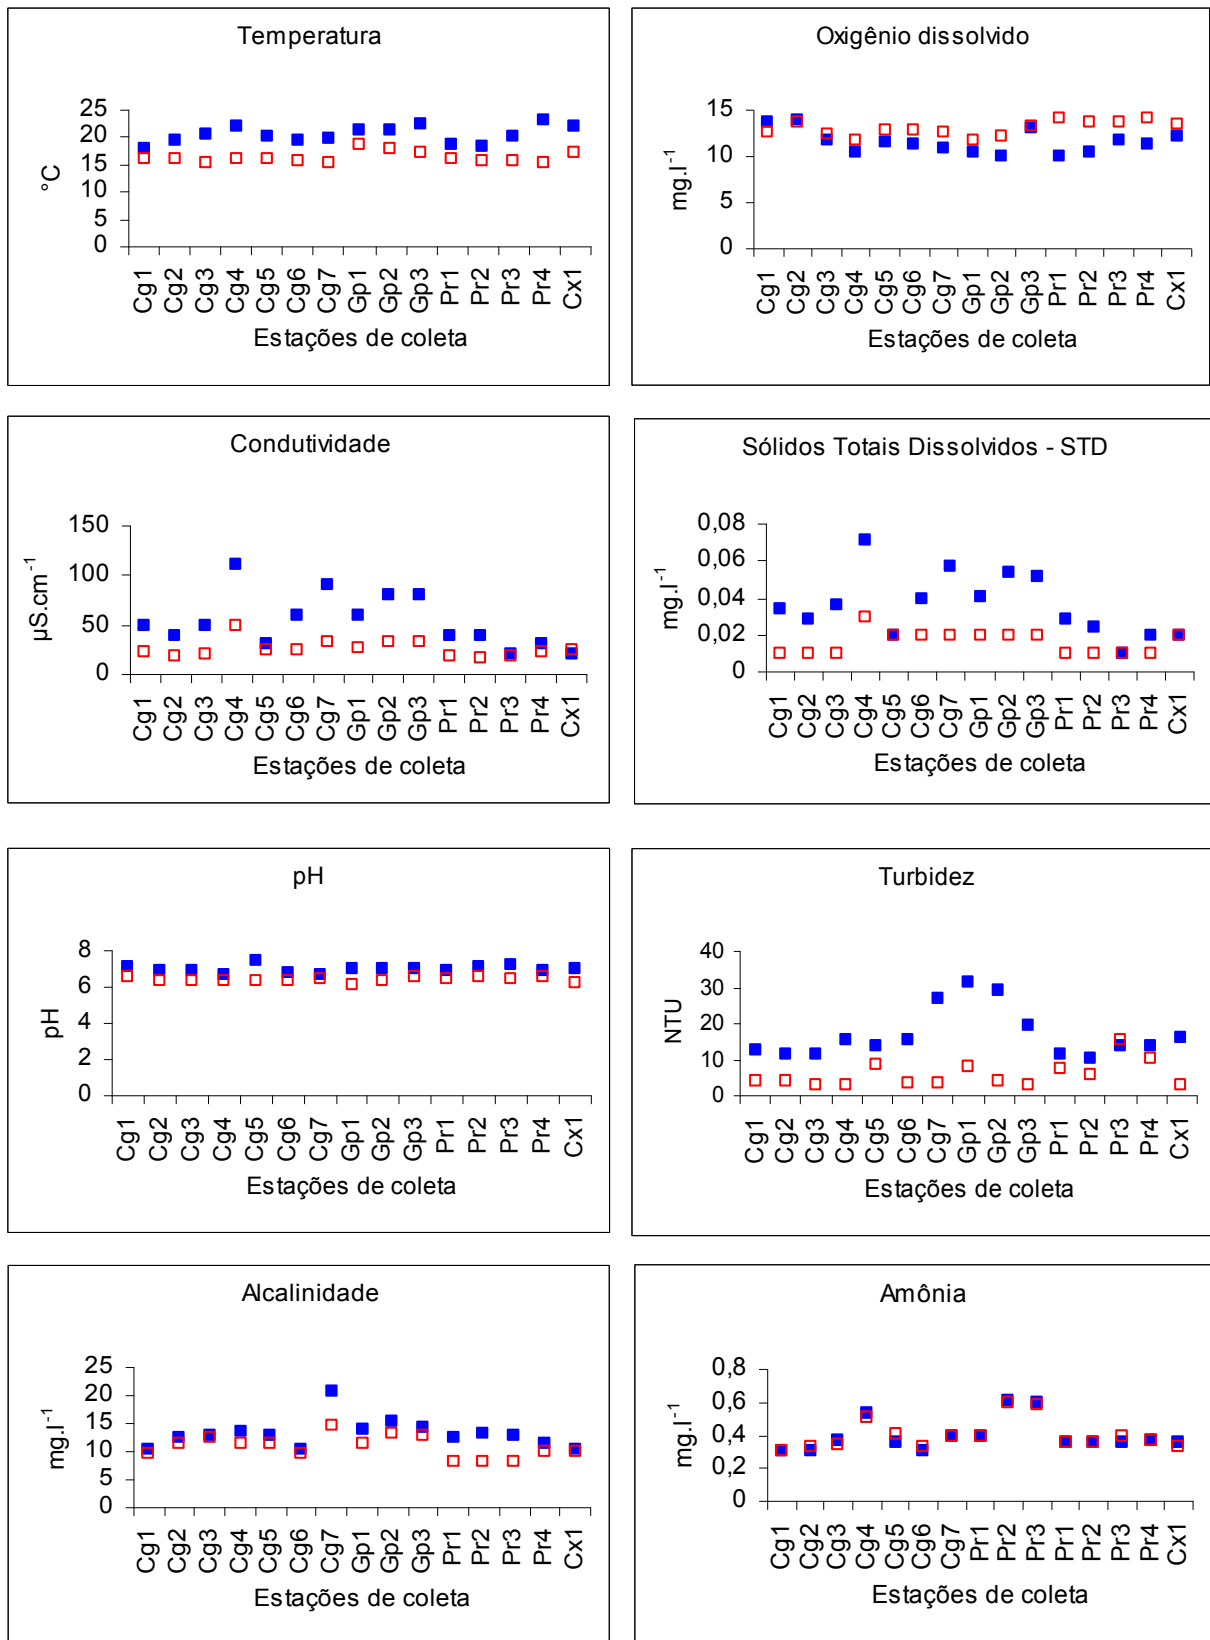 Temperatura
25
20
15
10
5
0
°C
Cg1 Cg2 Cg3 Cg4 Cg5 Cg6 Cg7 Gp1 Gp2 Gp3 Pr1 Pr2 Pr3 Pr4 Cx1
Estações de coleta
Oxigênio dissolvido
15
10
5
0
mg.l⁻¹
Cg1 Cg2 Cg3 Cg4 Cg5 Cg6 Cg7 Gp1 Gp2 Gp3 Pr1 Pr2 Pr3 Pr4 Cx1
Estações de coleta
Condutividade
150
100
50
0
µS.cm⁻¹
Cg1 Cg2 Cg3 Cg4 Cg5 Cg6 Cg7 Gp1 Gp2 Gp3 Pr1 Pr2 Pr3 Pr4 Cx1
Estações de coleta
Sólidos Totais Dissolvidos - STD
0,08
0,06
0,04
0,02
0
mg.l⁻¹
Cg1 Cg2 Cg3 Cg4 Cg5 Cg6 Cg7 Gp1 Gp2 Gp3 Pr1 Pr2 Pr3 Pr4 Cx1
Estações de coleta
pH
8
6
4
2
0
pH
Cg1 Cg2 Cg3 Cg4 Cg5 Cg6 Cg7 Gp1 Gp2 Gp3 Pr1 Pr2 Pr3 Pr4 Cx1
Estações de coleta
Turbidez
40
30
20
10
0
NTU
Cg1 Cg2 Cg3 Cg4 Cg5 Cg6 Cg7 Gp1 Gp2 Gp3 Pr1 Pr2 Pr3 Pr4 Cx1
Estações de coleta
Alcalinidade
25
20
15
10
5
0
mg.l⁻¹
Cg1 Cg2 Cg3 Cg4 Cg5 Cg6 Cg7 Gp1 Gp2 Gp3 Pr1 Pr2 Pr3 Pr4 Cx1
Estações de coleta
Amônia
0,8
0,6
0,4
0,2
0
mg.l⁻¹
Cg1 Cg2 Cg3 Cg4 Cg5 Cg6 Cg7 Pr1 Pr2 Pr3 Pr1 Pr2 Pr3 Pr4 Cx1
Estações de coleta